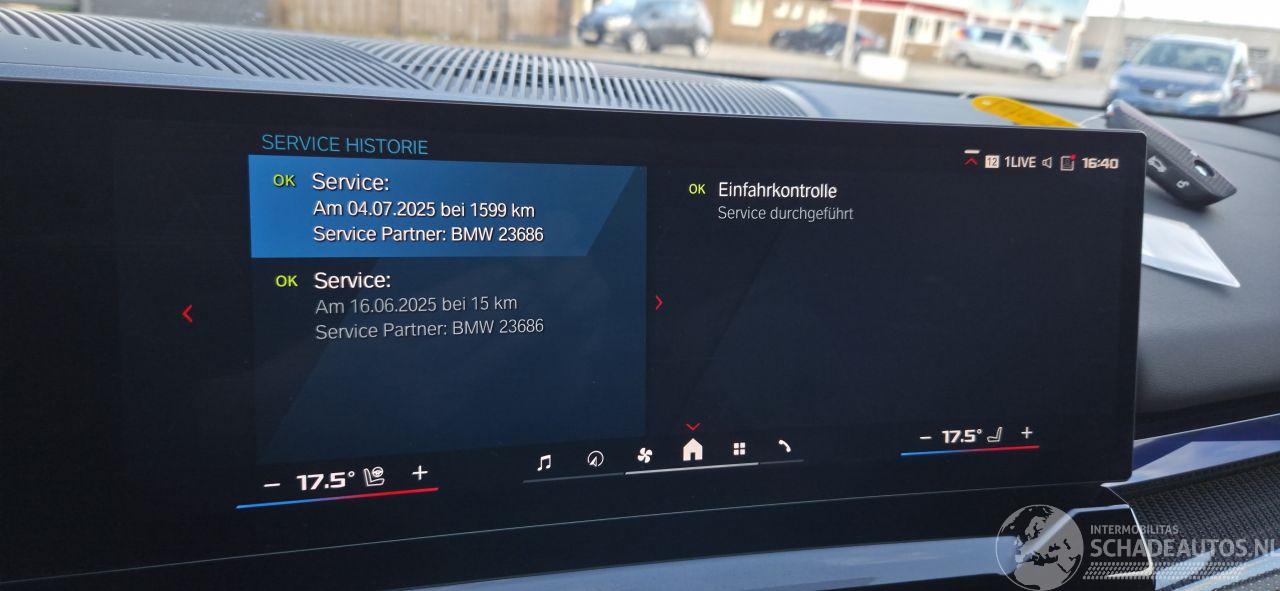 SERVICE HISTORIE
OK Service:
Am 04.07.2025 bei 1599 km
Service Partner: BMW 23686
OK Service:
Am 16.06.2025 bei 15 km
Service Partner: BMW 23686
12 1LIVE 16:40
OK Einfahrkontrolle
Service durchgeführt
− 17.5° +
− 17.5° +
INTERMOBILITAS
SCHADEAUTOS.NL